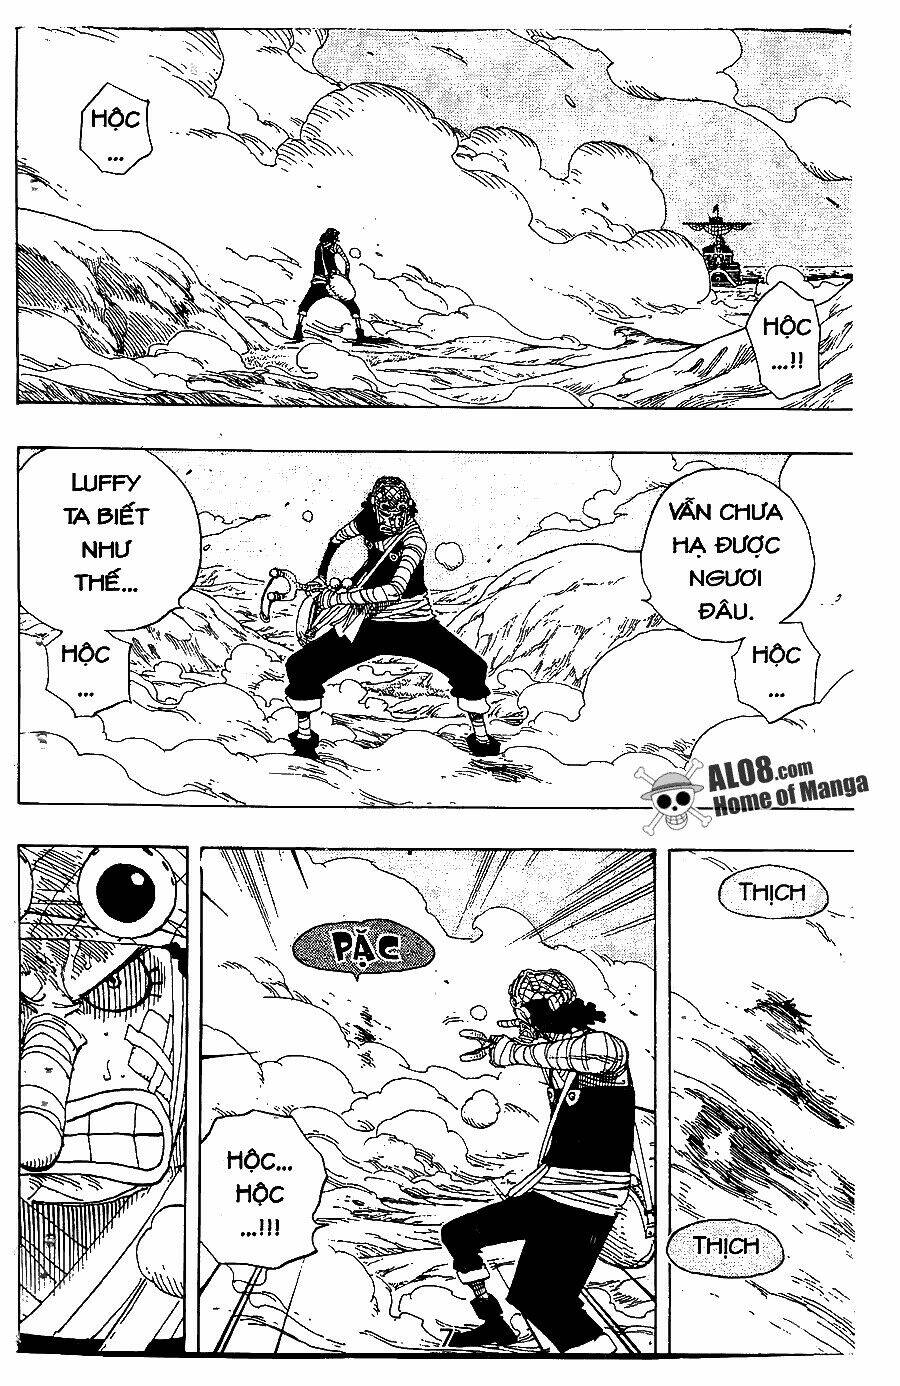 HỘC
...
HỘC
...!!
LUFFY
TA BIẾT
NHƯ
THẾ...
HỘC
...
VẪN CHƯA
HẠ ĐƯỢC
NGƯƠI
ĐÂU.
HỘC
...
AL08.com
Home of Manga
PẶC
HỘC...
HỘC
...!!!
THỊCH
THỊCH